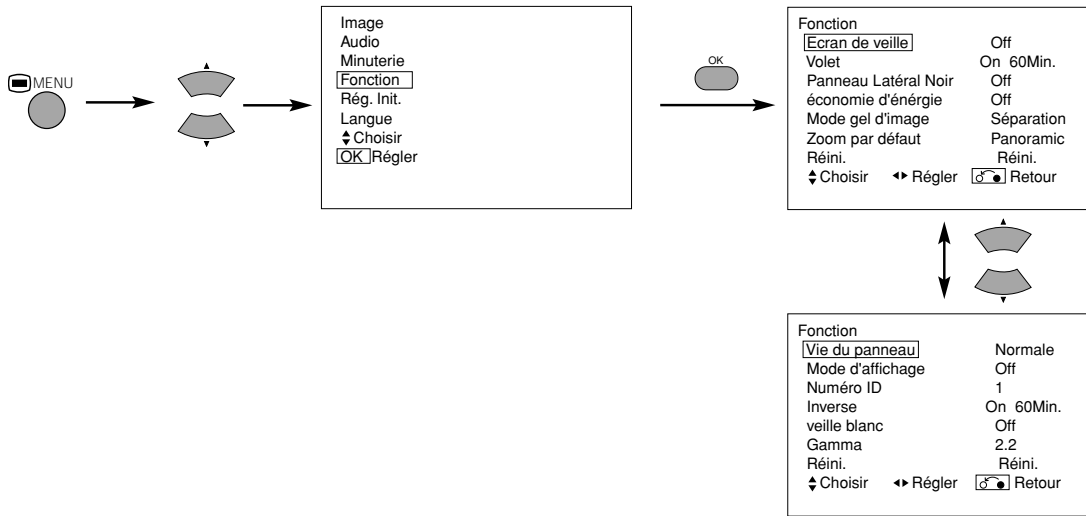 MENU
Image
Audio
Minuterie
Fonction
Rég. Init.
Langue
Choisir
OK Régler
OK
Fonction
Ecran de veille Off
Volet On 60Min.
Panneau Latéral Noir Off
économie d'énérgie Off
Mode gel d'image Séparation
Zoom par défaut Panoramic
Réini. Réini.
Choisir Régler Retour
Fonction
Vie du panneau Normale
Mode d'affichage Off
Numéro ID 1
Inverse On 60Min.
veille blanc Off
Gamma 2.2
Réini. Réini.
Choisir Régler Retour